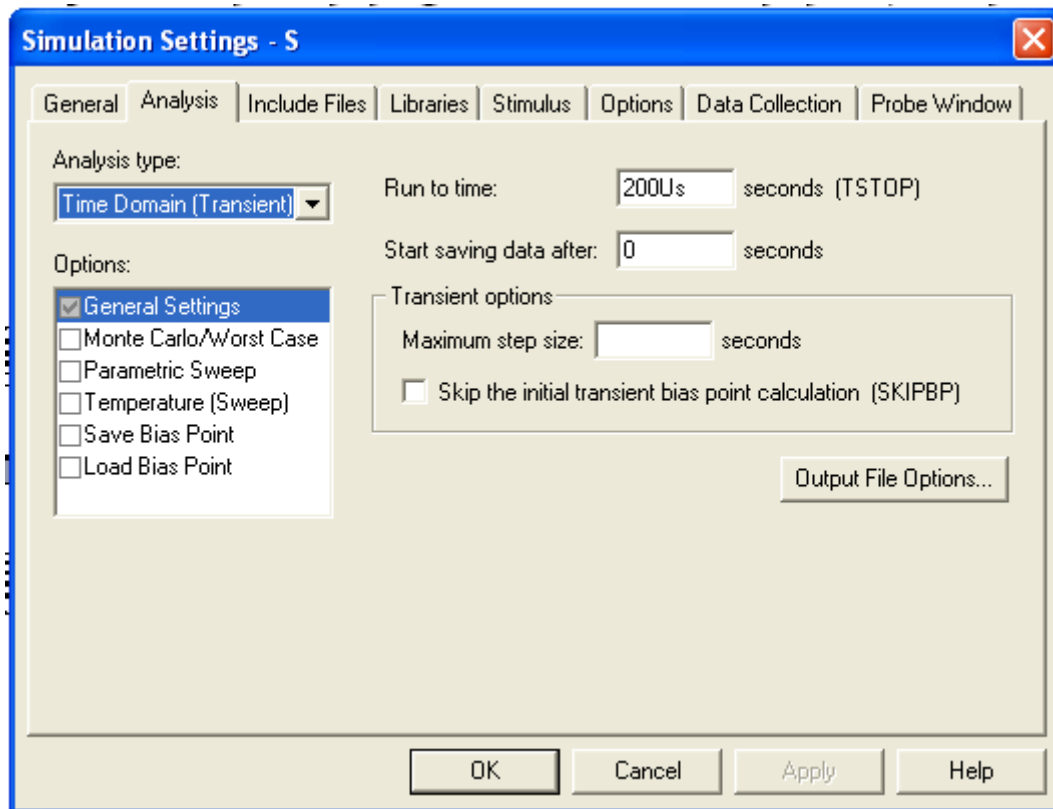 Simulation Settings - S
General Analysis Include Files Libraries Stimulus Options Data Collection Probe Window
Analysis type:
Time Domain (Transient)
Options:
General Settings
Monte Carlo/Worst Case
Parametric Sweep
Temperature (Sweep)
Save Bias Point
Load Bias Point
Run to time: 200Us seconds (TSTOP)
Start saving data after: 0 seconds
Transient options
Maximum step size: seconds
Skip the initial transient bias point calculation (SKIPBP)
Output File Options...
OK Cancel Apply Help